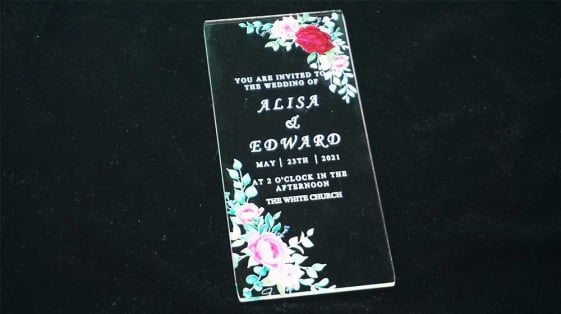 YOU ARE INVITED TO
THE WEDDING OF
ALISA
&
EDWARD
MAY | 23TH | 2021
AT 2 O'CLOCK IN THE
AFTERNOON
THE WHITE CHURCH